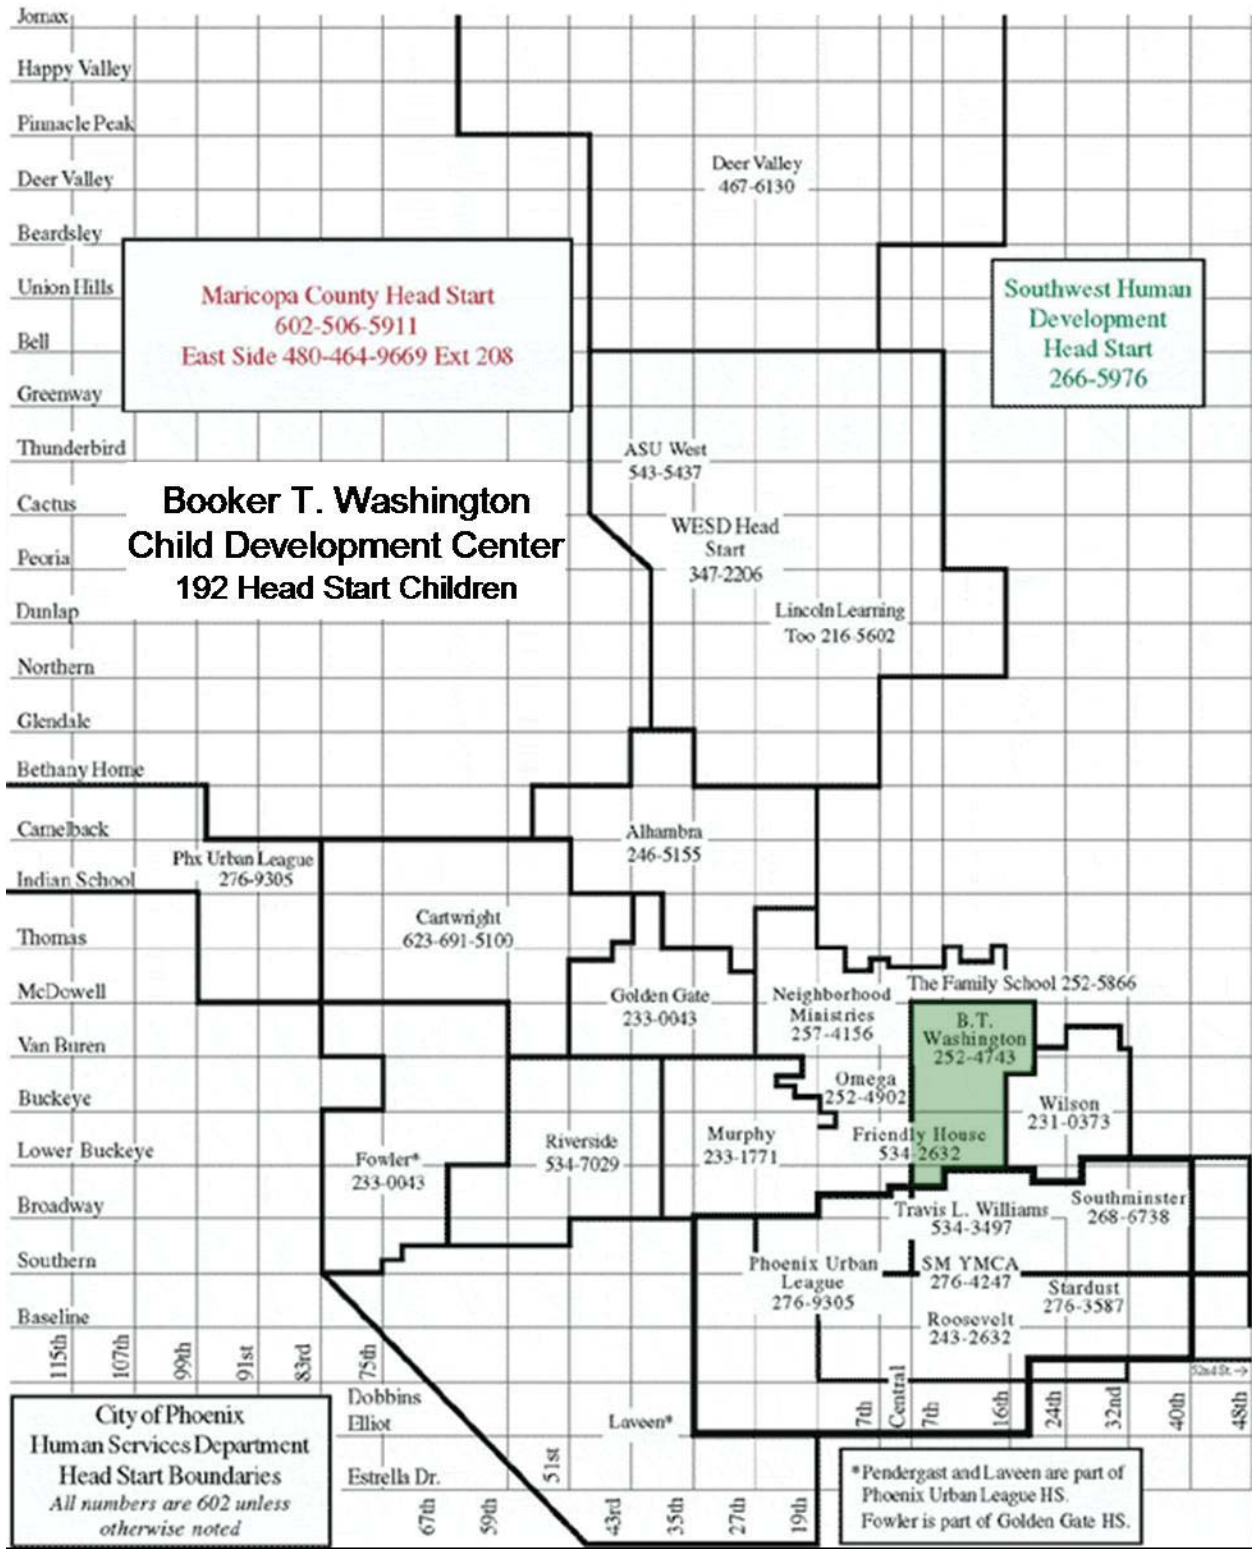 Jomax
Happy Valley
Pinnacle Peak
Deer Valley
467-6130
Deer Valley
Beardsley
Union Hills
Maricopa County Head Start
602-506-5911
East Side 480-464-9669 Ext 208
Southwest Human
Development
Head Start
266-5976
Bell
Greenway
Thunderbird
ASU West
543-5437
Cactus
Booker T. Washington
Child Development Center
192 Head Start Children
WESD Head
Start
347-2206
Peoria
Dunlap
Lincoln Learning
Too 216-5602
Northern
Glendale
Bethany Home
Camelback
Alhambra
246-5155
Phx Urban League
276-9305
Indian School
Cartwright
623-691-5100
Thomas
McDowell
The Family School 252-5866
Golden Gate
233-0043
Neighborhood
Ministries
257-4156
B.T.
Washington
252-4743
Van Buren
Omega
252-4902
Buckeye
Wilson
231-0373
Lower Buckeye
Fowler*
233-0043
Riverside
534-7029
Murphy
233-1771
Friendly House
534-2632
Broadway
Travis L. Williams
534-3497
Southminster
268-6738
Southern
Phoenix Urban
League
276-9305
SM YMCA
276-4247
Stardust
276-3587
Roosevelt
243-2632
Baseline
115th
107th
99th
91st
83rd
75th
52nd St. →
Dobbins
Elliot
Laveen*
7th
Central
7th
16th
24th
32nd
40th
48th
Estrella Dr.
67th
59th
51st
43rd
35th
27th
19th
City of Phoenix
Human Services Department
Head Start Boundaries
All numbers are 602 unless
otherwise noted
*Pendergast and Laveen are part of
Phoenix Urban League HS.
Fowler is part of Golden Gate HS.